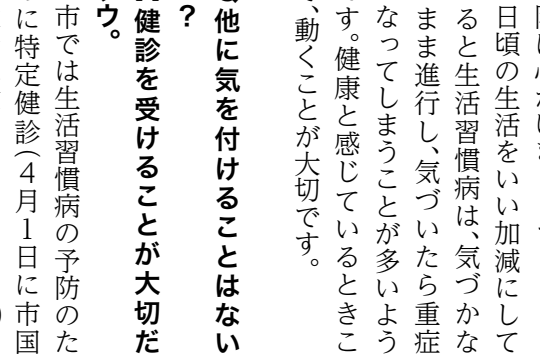 日頃の生活をいい加減にして
ると生活習慣病は、気づかな
まま進行し、気づいたら重症
なってしまうことが多いよう
す。健康と感じているときこ
、動くことが大切です。
他に気を付けることはない
？
健診を受けることが大切だ
ウ。
市では生活習慣病の予防のた
に特定健診（４月１日に市国